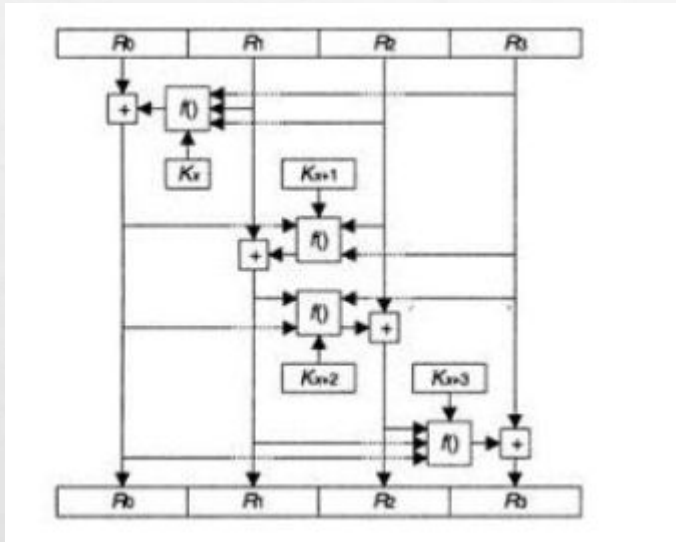 R0 R1 R2 R3
+ f()
Kx Kx+1
f()
+
f()
+
Kx+2 Kx+3
f() +
R0 R1 R2 R3